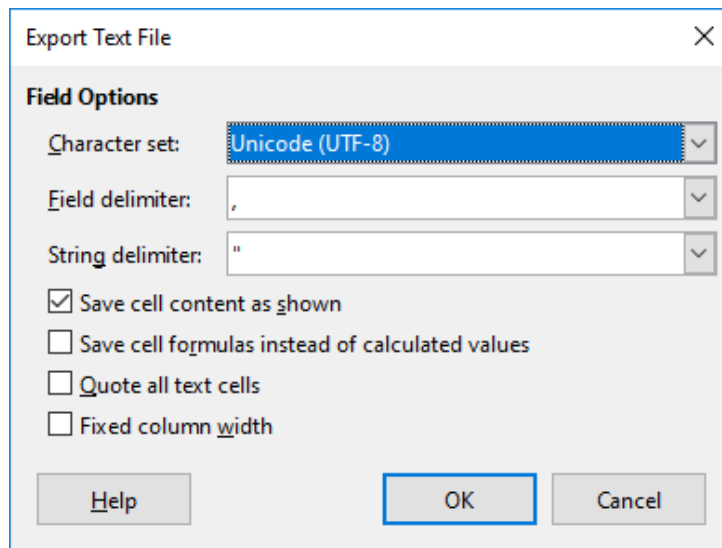 Export Text File
Field Options
Character set: Unicode (UTF-8)
Field delimiter: ,
String delimiter: "
Save cell content as shown
Save cell formulas instead of calculated values
Quote all text cells
Fixed column width
Help OK Cancel